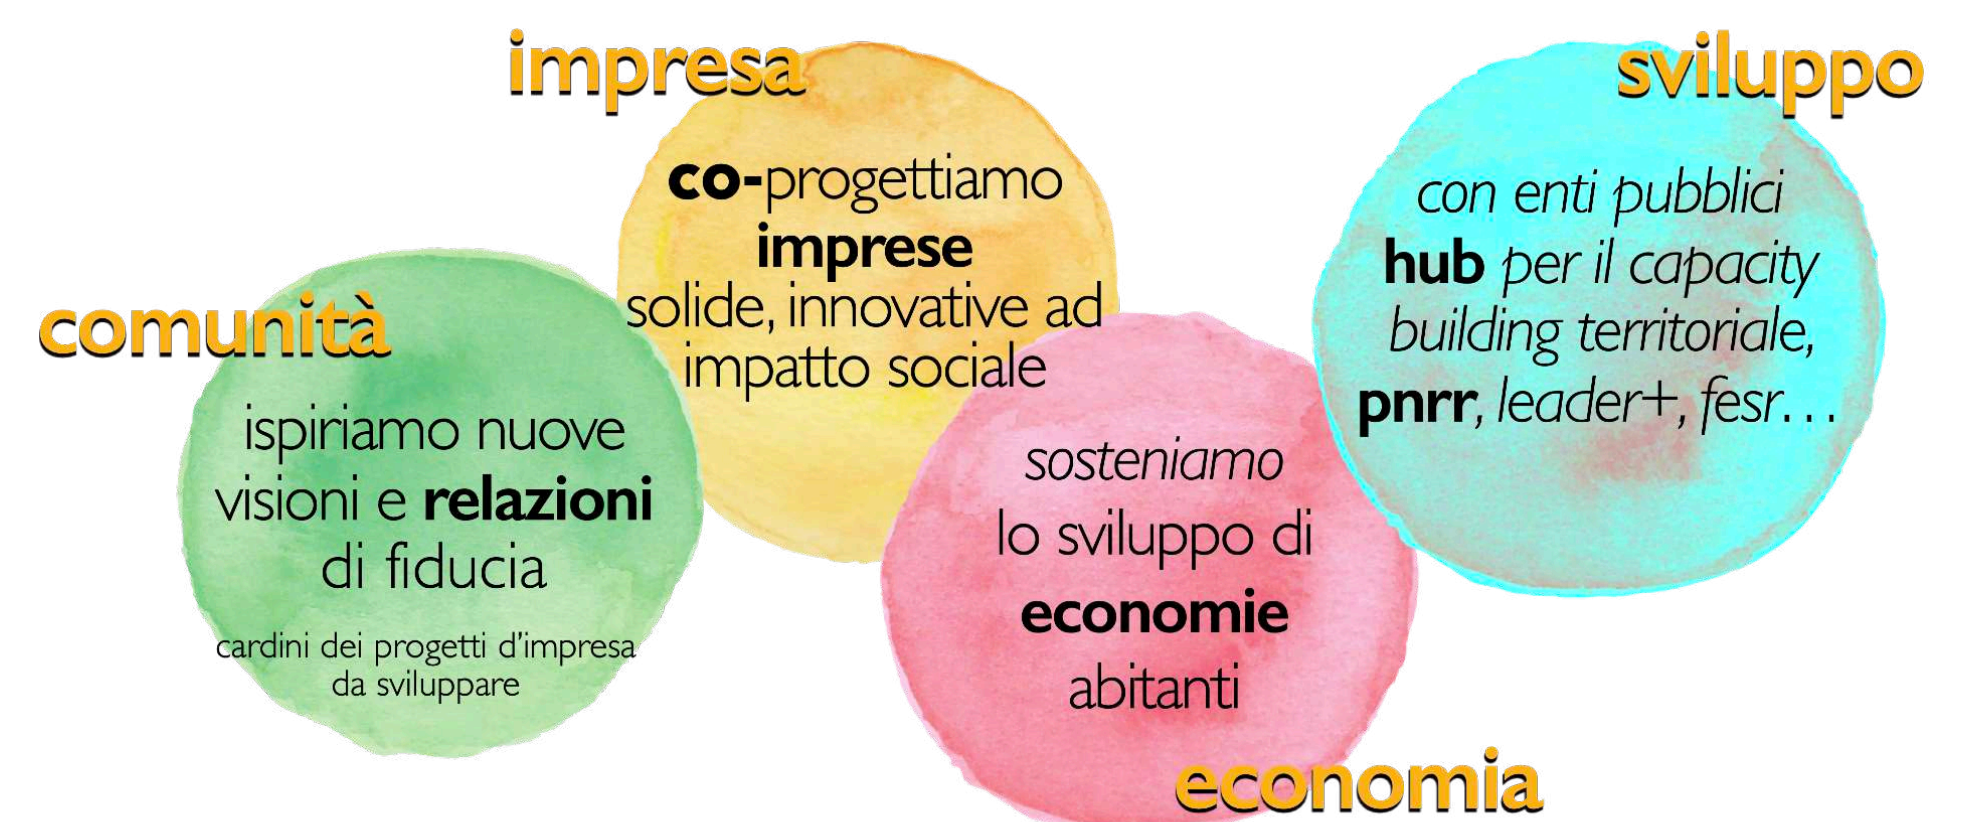 comunità
ispiriamo nuove
visioni e relazioni
di fiducia
cardini dei progetti d'impresa
da sviluppare
impresa
co-progettiamo
imprese
solide, innovative ad
impatto sociale
sosteniamo
lo sviluppo di
economie
abitanti
economia
sviluppo
con enti pubblici
hub per il capacity
building territoriale,
pnrr, leader+, fesr...